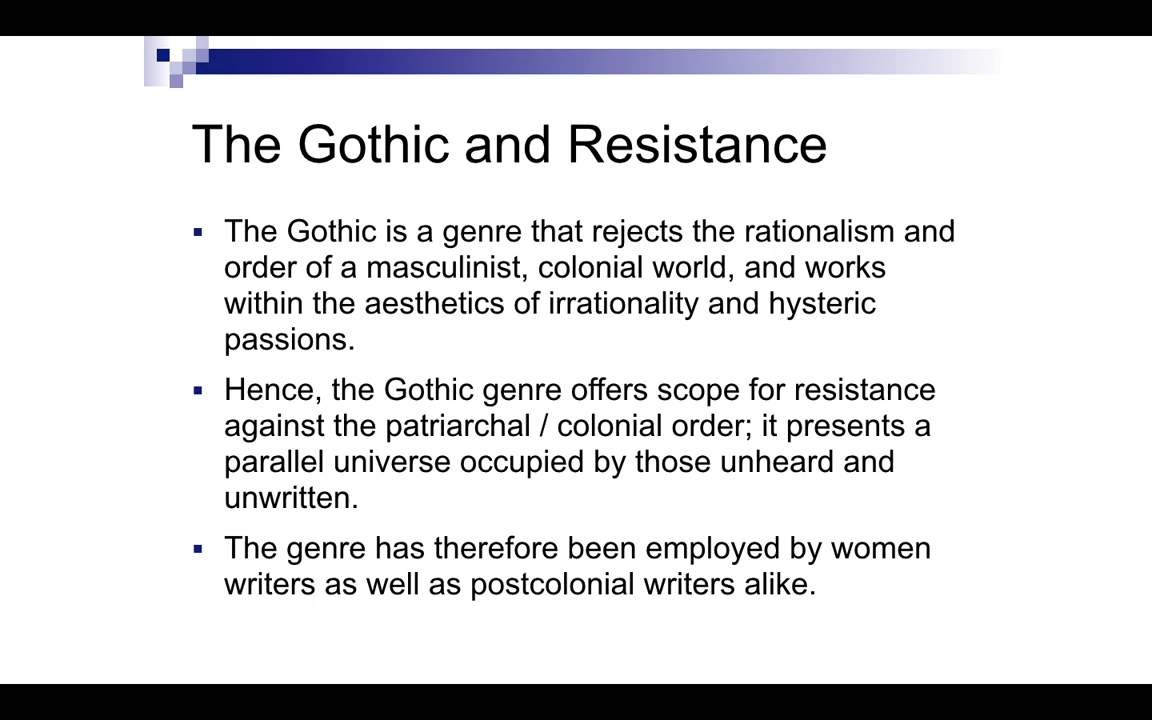 The Gothic and Resistance
The Gothic is a genre that rejects the rationalism and
order of a masculinist, colonial world, and works
within the aesthetics of irrationality and hysteric
passions.
Hence, the Gothic genre offers scope for resistance
against the patriarchal / colonial order; it presents a
parallel universe occupied by those unheard and
unwritten.
The genre has therefore been employed by women
writers as well as postcolonial writers alike.